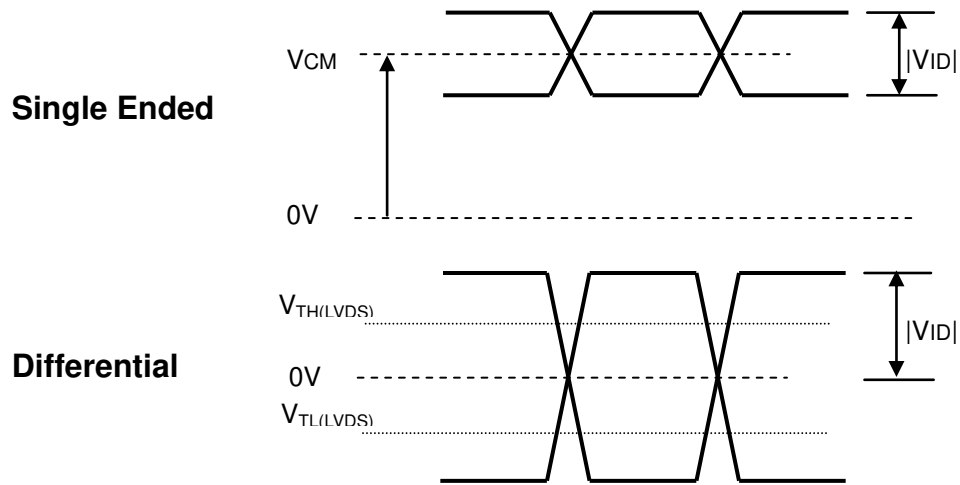 VCM
|VID|
Single Ended
0V
VTH(LVDS)
|VID|
Differential
0V
VTL(LVDS)